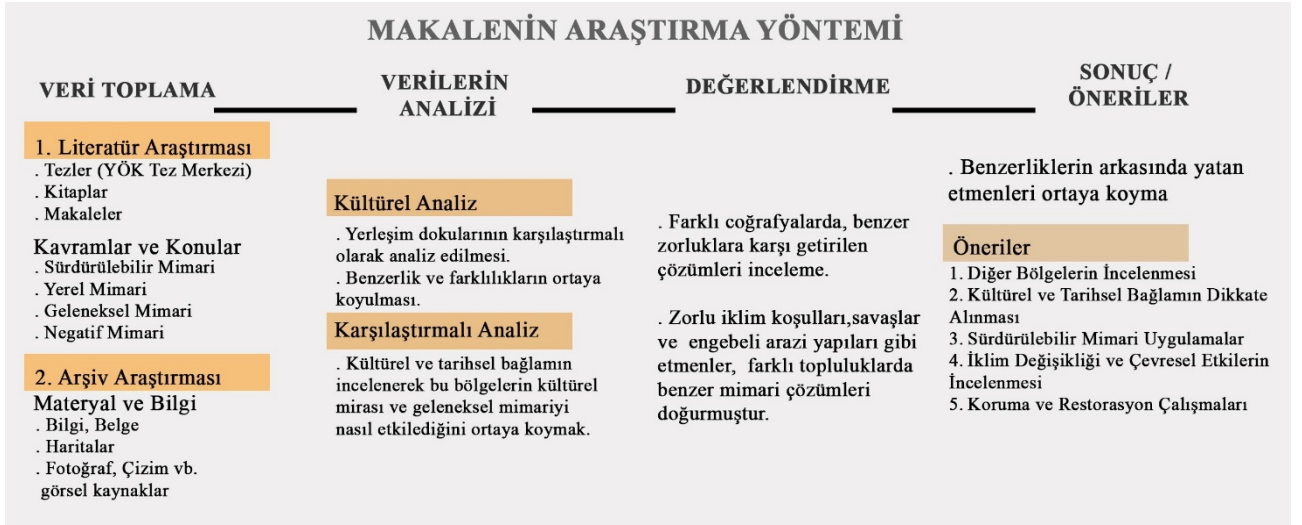 MAKALENİN ARAŞTIRMA YÖNTEMİ
VERİ TOPLAMA
1. Literatür Araştırması
. Tezler (YÖK Tez Merkezi)
. Kitaplar
. Makaleler
Kavramlar ve Konular
. Sürdürülebilir Mimari
. Yerel Mimari
. Geleneksel Mimari
. Negatif Mimari
2. Arşiv Araştırması
Materyal ve Bilgi
. Bilgi, Belge
. Haritalar
. Fotoğraf, Çizim vb.
görsel kaynaklar
VERİLERİN
ANALİZİ
Kültürel Analiz
. Yerleşim dokularının karşılaştırmalı
olarak analiz edilmesi.
. Benzerlik ve farklılıkların ortaya
koyulması.
Karşılaştırmalı Analiz
. Kültürel ve tarihsel bağlamın
incelenerek bu bölgelerin kültürel
mirası ve geleneksel mimariyi
nasıl etkilediğini ortaya koymak.
DEĞERLENDİRME
. Farklı coğrafyalarda, benzer
zorluklara karşı getirilen
çözümleri inceleme.
. Zorlu iklim koşulları,savaşlar
ve engebeli arazi yapıları gibi
etmenler, farklı topluluklarda
benzer mimari çözümleri
doğurmuştur.
SONUÇ /
ÖNERİLER
. Benzerliklerin arkasında yatan
etmenleri ortaya koyma
Öneriler
1. Diğer Bölgelerin İncelenmesi
2. Kültürel ve Tarihsel Bağlamın Dikkate
Alınması
3. Sürdürülebilir Mimari Uygulamalar
4. İklim Değişikliği ve Çevresel Etkilerin
İncelenmesi
5. Koruma ve Restorasyon Çalışmaları